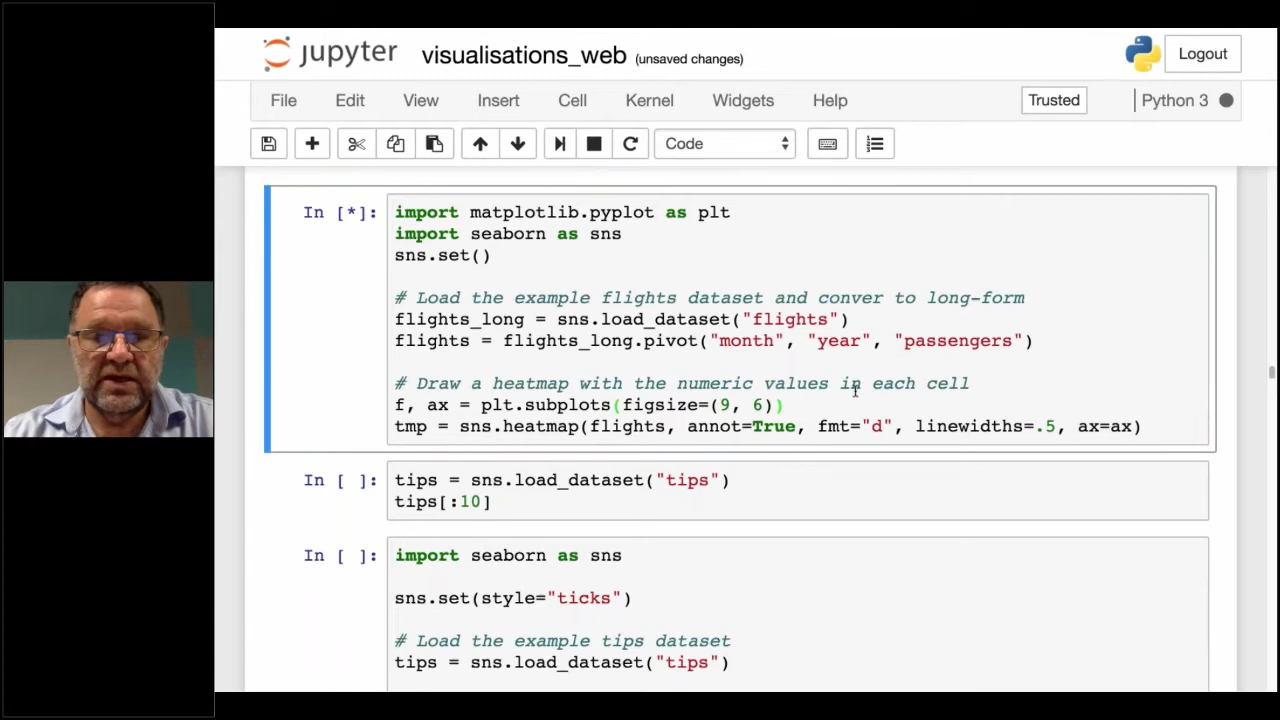 jupyter visualisations_web (unsaved changes) Logout
File Edit View Insert Cell Kernel Widgets Help Trusted Python 3
Code
In [*]: import matplotlib.pyplot as plt
import seaborn as sns
sns.set()
# Load the example flights dataset and conver to long-form
flights_long = sns.load_dataset("flights")
flights = flights_long.pivot("month", "year", "passengers")
# Draw a heatmap with the numeric values in each cell
f, ax = plt.subplots(figsize=(9, 6))
tmp = sns.heatmap(flights, annot=True, fmt="d", linewidths=.5, ax=ax)
In [ ]: tips = sns.load_dataset("tips")
tips[:10]
In [ ]: import seaborn as sns
sns.set(style="ticks")
# Load the example tips dataset
tips = sns.load_dataset("tips")